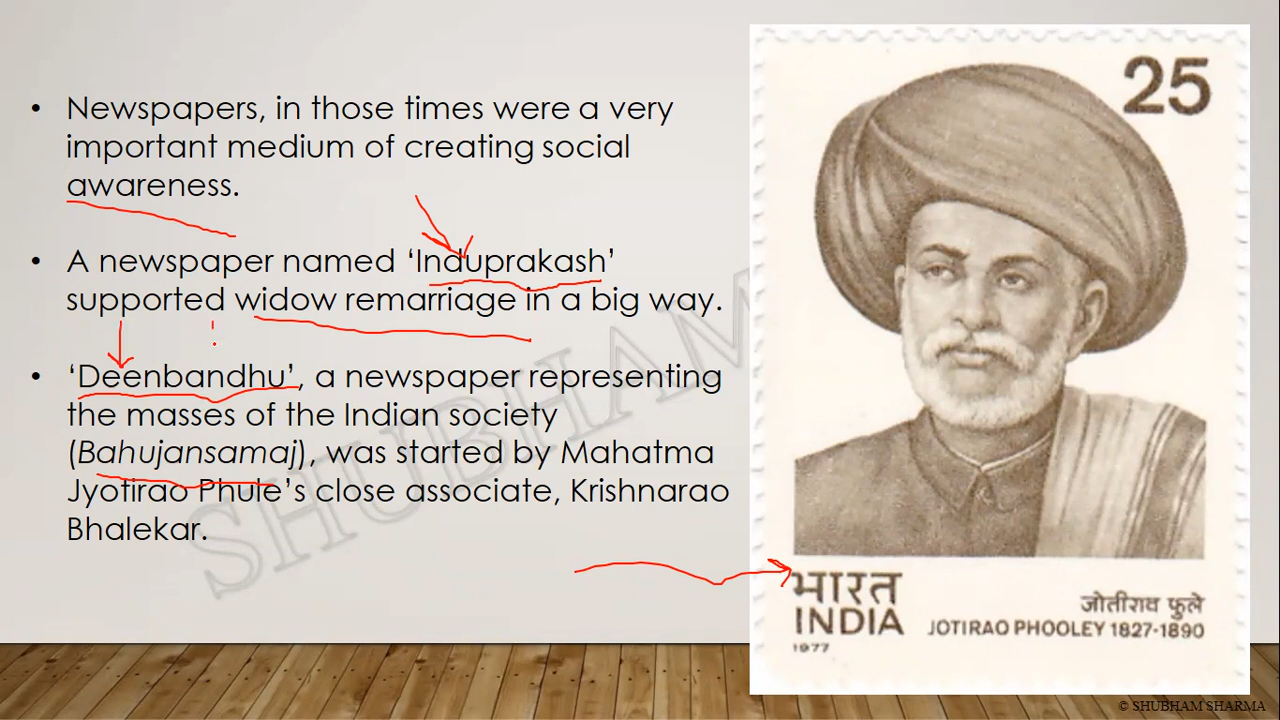 • Newspapers, in those times were a very
important medium of creating social
awareness.
• A newspaper named ‘Induprakash’
supported widow remarriage in a big way.
• ‘Deenbandhu’, a newspaper representing
the masses of the Indian society
(Bahujansamaj), was started by Mahatma
Jyotirao Phule’s close associate, Krishnarao
Bhalekar.
SHUBHAM
25
भारत
INDIA
1977
जोतीराव फुले
JOTIRAO PHOOLEY 1827-1890
© SHUBHAM SHARMA